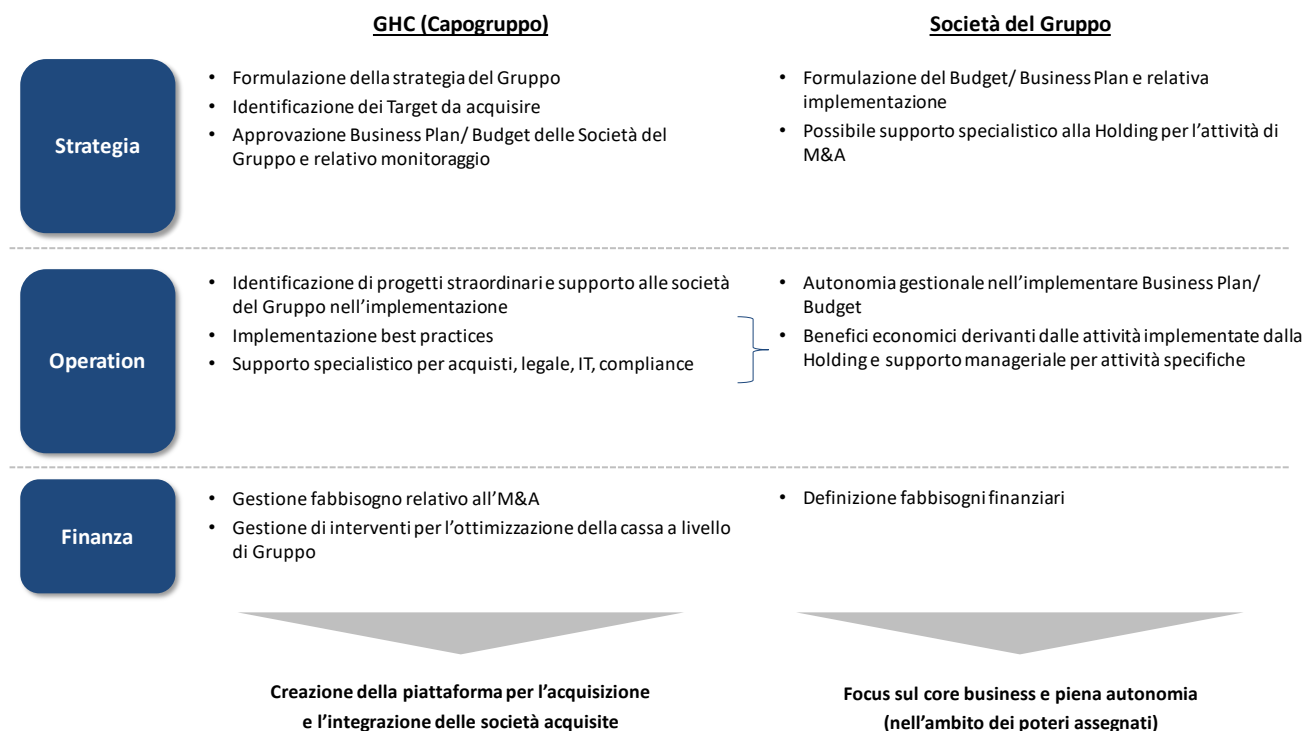 GHC (Capogruppo)
Società del Gruppo
Strategia
• Formulazione della strategia del Gruppo
• Identificazione dei Target da acquisire
• Approvazione Business Plan/ Budget delle Società del
Gruppo e relativo monitoraggio
• Formulazione del Budget/ Business Plan e relativa
implementazione
• Possibile supporto specialistico alla Holding per l'attività di
M&A
Operation
• Identificazione di progetti straordinari e supporto alle società
del Gruppo nell'implementazione
• Implementazione best practices
• Supporto specialistico per acquisti, legale, IT, compliance
• Autonomia gestionale nell'implementare Business Plan/
Budget
• Benefici economici derivanti dalle attività implementate dalla
Holding e supporto manageriale per attività specifiche
Finanza
• Gestione fabbisogno relativo all'M&A
• Gestione di interventi per l'ottimizzazione della cassa a livello
di Gruppo
• Definizione fabbisogni finanziari
Creazione della piattaforma per l'acquisizione
e l'integrazione delle società acquisite
Focus sul core business e piena autonomia
(nell'ambito dei poteri assegnati)